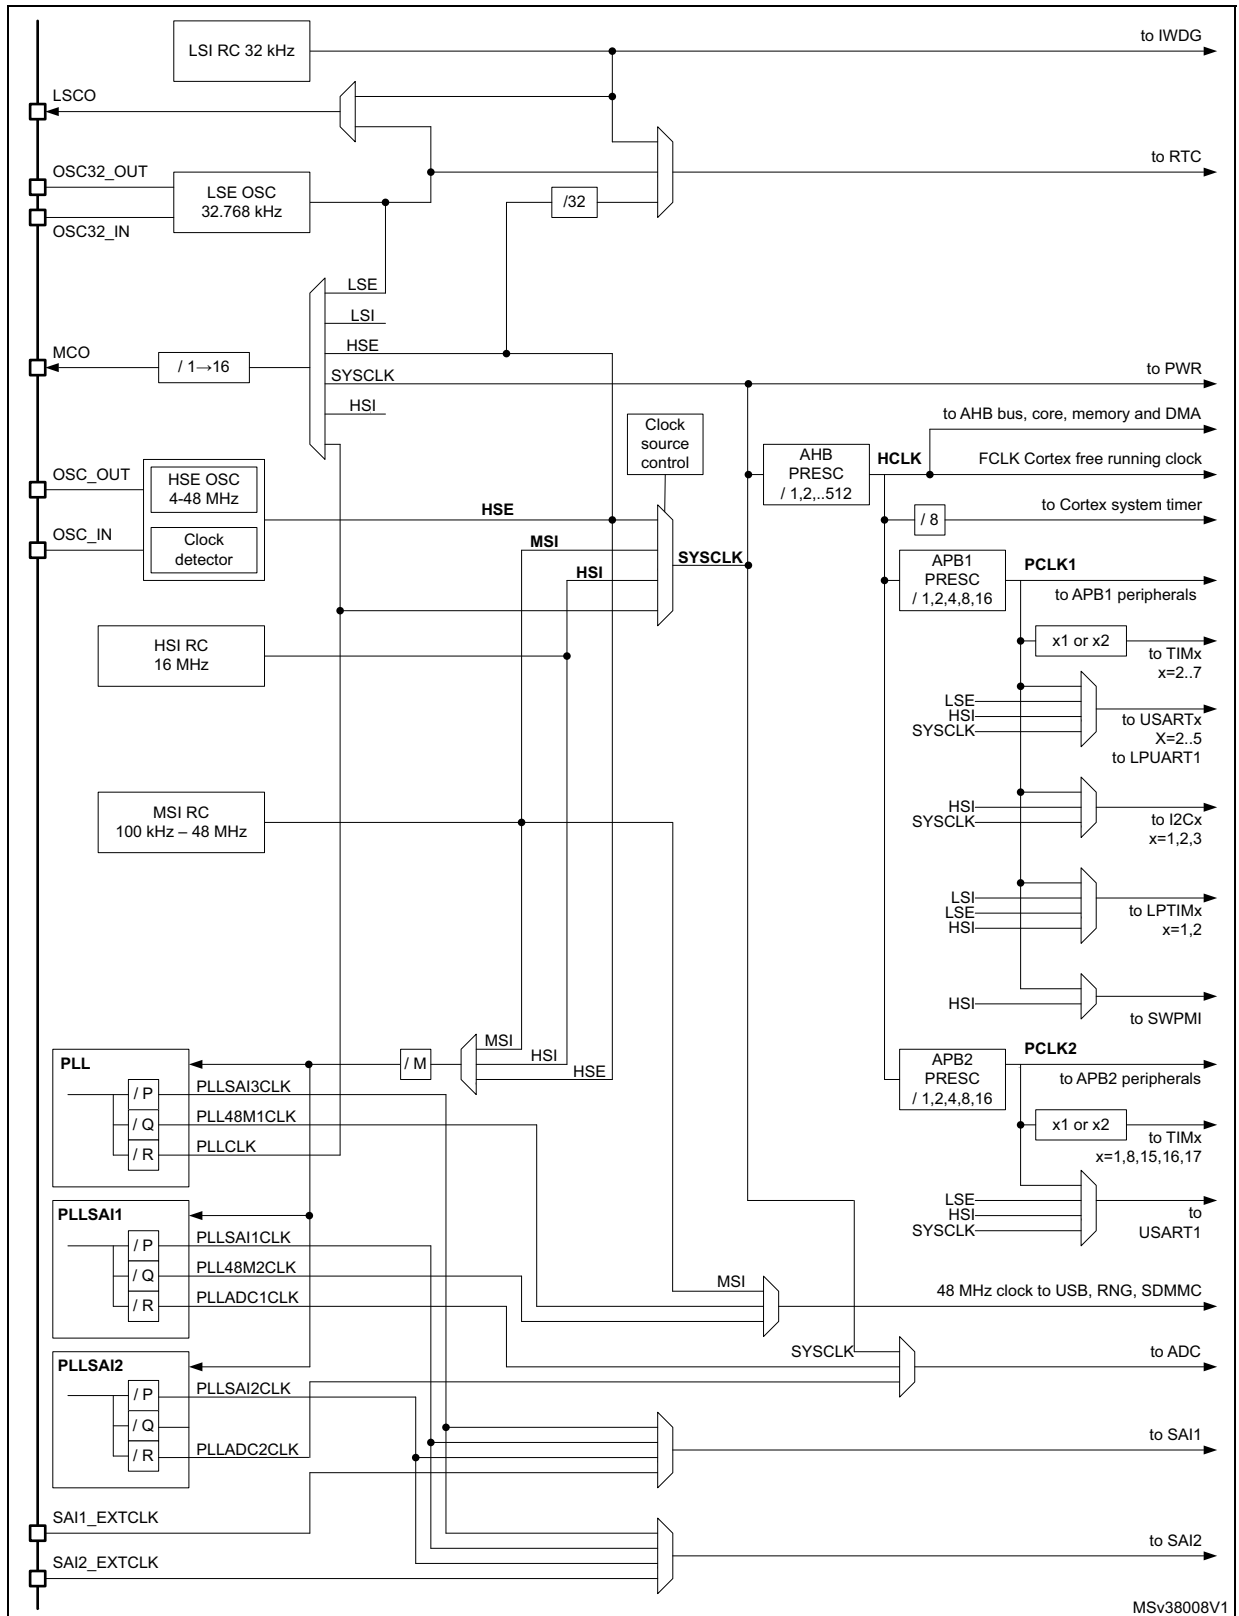 LSI RC 32 kHz
to IWDG
LSCO
OSC32_OUT
to RTC
LSE OSC
32.768 kHz
/32
OSC32_IN
LSE
LSI
MCO
HSE
/ 1→16
to PWR
SYSCLK
HSI
to AHB bus, core, memory and DMA
Clock
source
control
AHB
PRESC
/ 1,2,..512
HCLK
FCLK Cortex free running clock
OSC_OUT
HSE OSC
4-48 MHz
to Cortex system timer
/ 8
HSE
OSC_IN
Clock
detector
MSI
SYSCLK
HSI
APB1
PRESC
/ 1,2,4,8,16
PCLK1
to APB1 peripherals
HSI RC
16 MHz
x1 or x2
to TIMx
x=2..7
LSE
HSI
SYSCLK
to USARTx
X=2..5
to LPUART1
MSI RC
100 kHz – 48 MHz
HSI
SYSCLK
to I2Cx
x=1,2,3
LSI
LSE
HSI
to LPTIMx
x=1,2
HSI
to SWPMI
MSI
HSI
HSE
/ M
PLL
/ P
PLLSAI3CLK
/ Q
PLL48M1CLK
/ R
PLLCLK
APB2
PRESC
/ 1,2,4,8,16
PCLK2
to APB2 peripherals
x1 or x2
to TIMx
x=1,8,15,16,17
LSE
HSI
SYSCLK
to
USART1
PLLSAI1
/ P
PLLSAI1CLK
/ Q
PLL48M2CLK
/ R
PLLADC1CLK
MSI
48 MHz clock to USB, RNG, SDMMC
SYSCLK
to ADC
PLLSAI2
/ P
PLLSAI2CLK
/ Q
/ R
PLLADC2CLK
to SAI1
SAI1_EXTCLK
to SAI2
SAI2_EXTCLK
MSv38008V1